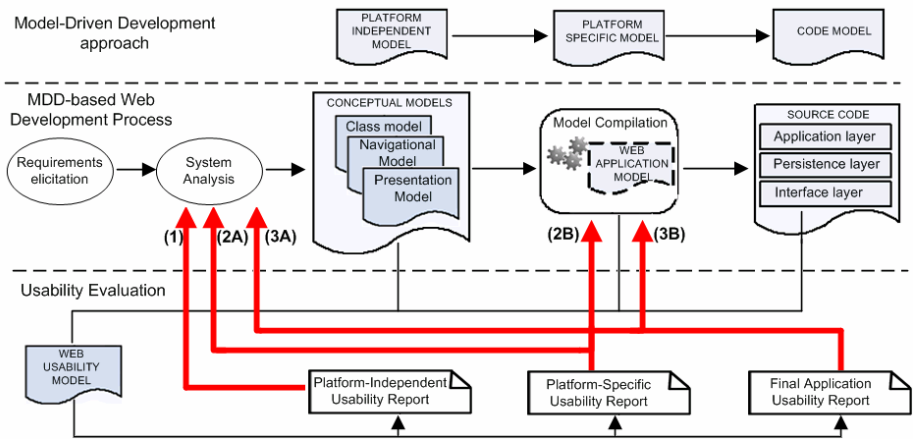 Model-Driven Development
approach
PLATFORM
INDEPENDENT
MODEL
PLATFORM
SPECIFIC MODEL
CODE MODEL
MDD-based Web
Development Process
Requirements
elicitation
System
Analysis
CONCEPTUAL MODELS
Class model
Navigational
Model
Presentation
Model
Model Compilation
WEB
APPLICATION
MODEL
SOURCE CODE
Application layer
Persistence layer
Interface layer
(1)
(2A)
(3A)
(2B)
(3B)
Usability Evaluation
WEB
USABILITY
MODEL
Platform-Independent
Usability Report
Platform-Specific
Usability Report
Final Application
Usability Report